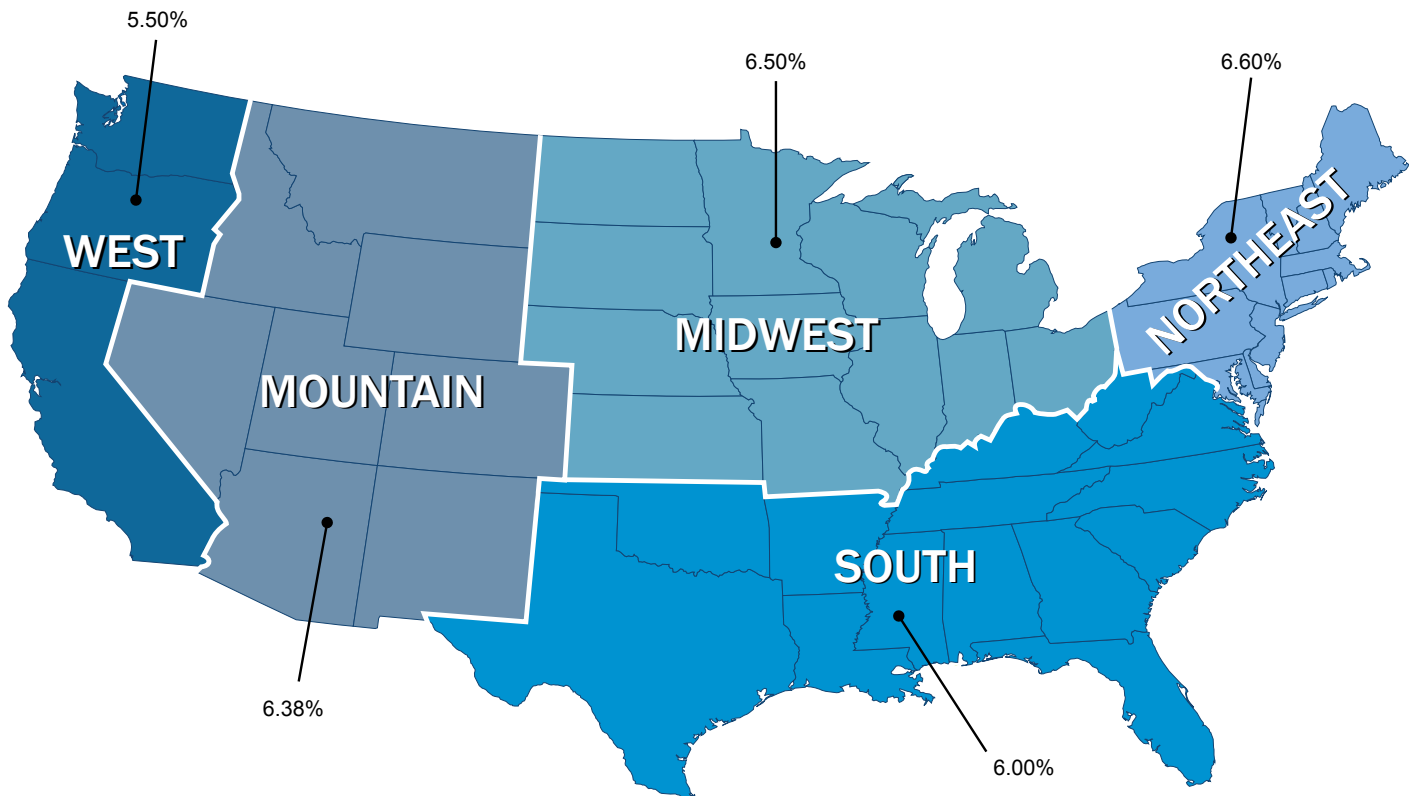 5.50%
6.50%
6.60%
NORTHEAST
WEST
MIDWEST
MOUNTAIN
SOUTH
6.38%
6.00%